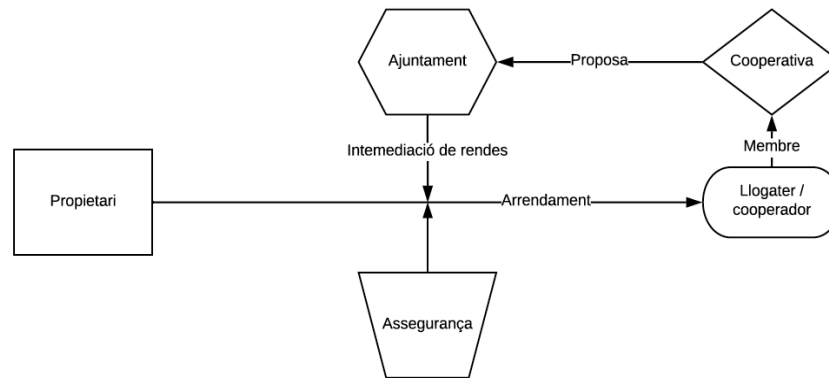 Ajuntament
Proposa
Cooperativa
Intemediació de rendes
Membre
Propietari
Arrendament
Llogater /
cooperador
Assegurança